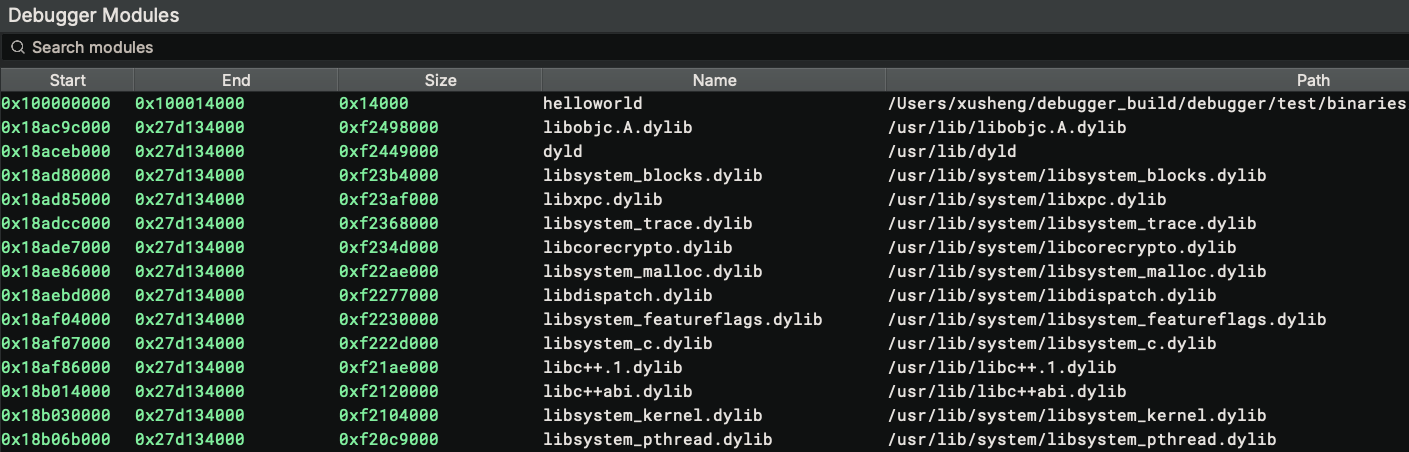 Debugger Modules
Search modules
Start End Size Name Path
0x100000000 0x100014000 0x14000 helloworld /Users/xusheng/debugger_build/debugger/test/binaries
0x18ac9c000 0x27d134000 0xf2498000 libobjc.A.dylib /usr/lib/libobjc.A.dylib
0x18aceb000 0x27d134000 0xf2449000 dyld /usr/lib/dyld
0x18ad80000 0x27d134000 0xf23b4000 libsystem_blocks.dylib /usr/lib/system/libsystem_blocks.dylib
0x18ad85000 0x27d134000 0xf23af000 libxpc.dylib /usr/lib/system/libxpc.dylib
0x18adcc000 0x27d134000 0xf2368000 libsystem_trace.dylib /usr/lib/system/libsystem_trace.dylib
0x18ade7000 0x27d134000 0xf234d000 libcorecrypto.dylib /usr/lib/system/libcorecrypto.dylib
0x18ae86000 0x27d134000 0xf22ae000 libsystem_malloc.dylib /usr/lib/system/libsystem_malloc.dylib
0x18aebd000 0x27d134000 0xf2277000 libdispatch.dylib /usr/lib/system/libdispatch.dylib
0x18af04000 0x27d134000 0xf2230000 libsystem_featureflags.dylib /usr/lib/system/libsystem_featureflags.dylib
0x18af07000 0x27d134000 0xf222d000 libsystem_c.dylib /usr/lib/system/libsystem_c.dylib
0x18af86000 0x27d134000 0xf21ae000 libc++.1.dylib /usr/lib/libc++.1.dylib
0x18b014000 0x27d134000 0xf2120000 libc++abi.dylib /usr/lib/libc++abi.dylib
0x18b030000 0x27d134000 0xf2104000 libsystem_kernel.dylib /usr/lib/system/libsystem_kernel.dylib
0x18b06b000 0x27d134000 0xf20c9000 libsystem_pthread.dylib /usr/lib/system/libsystem_pthread.dylib